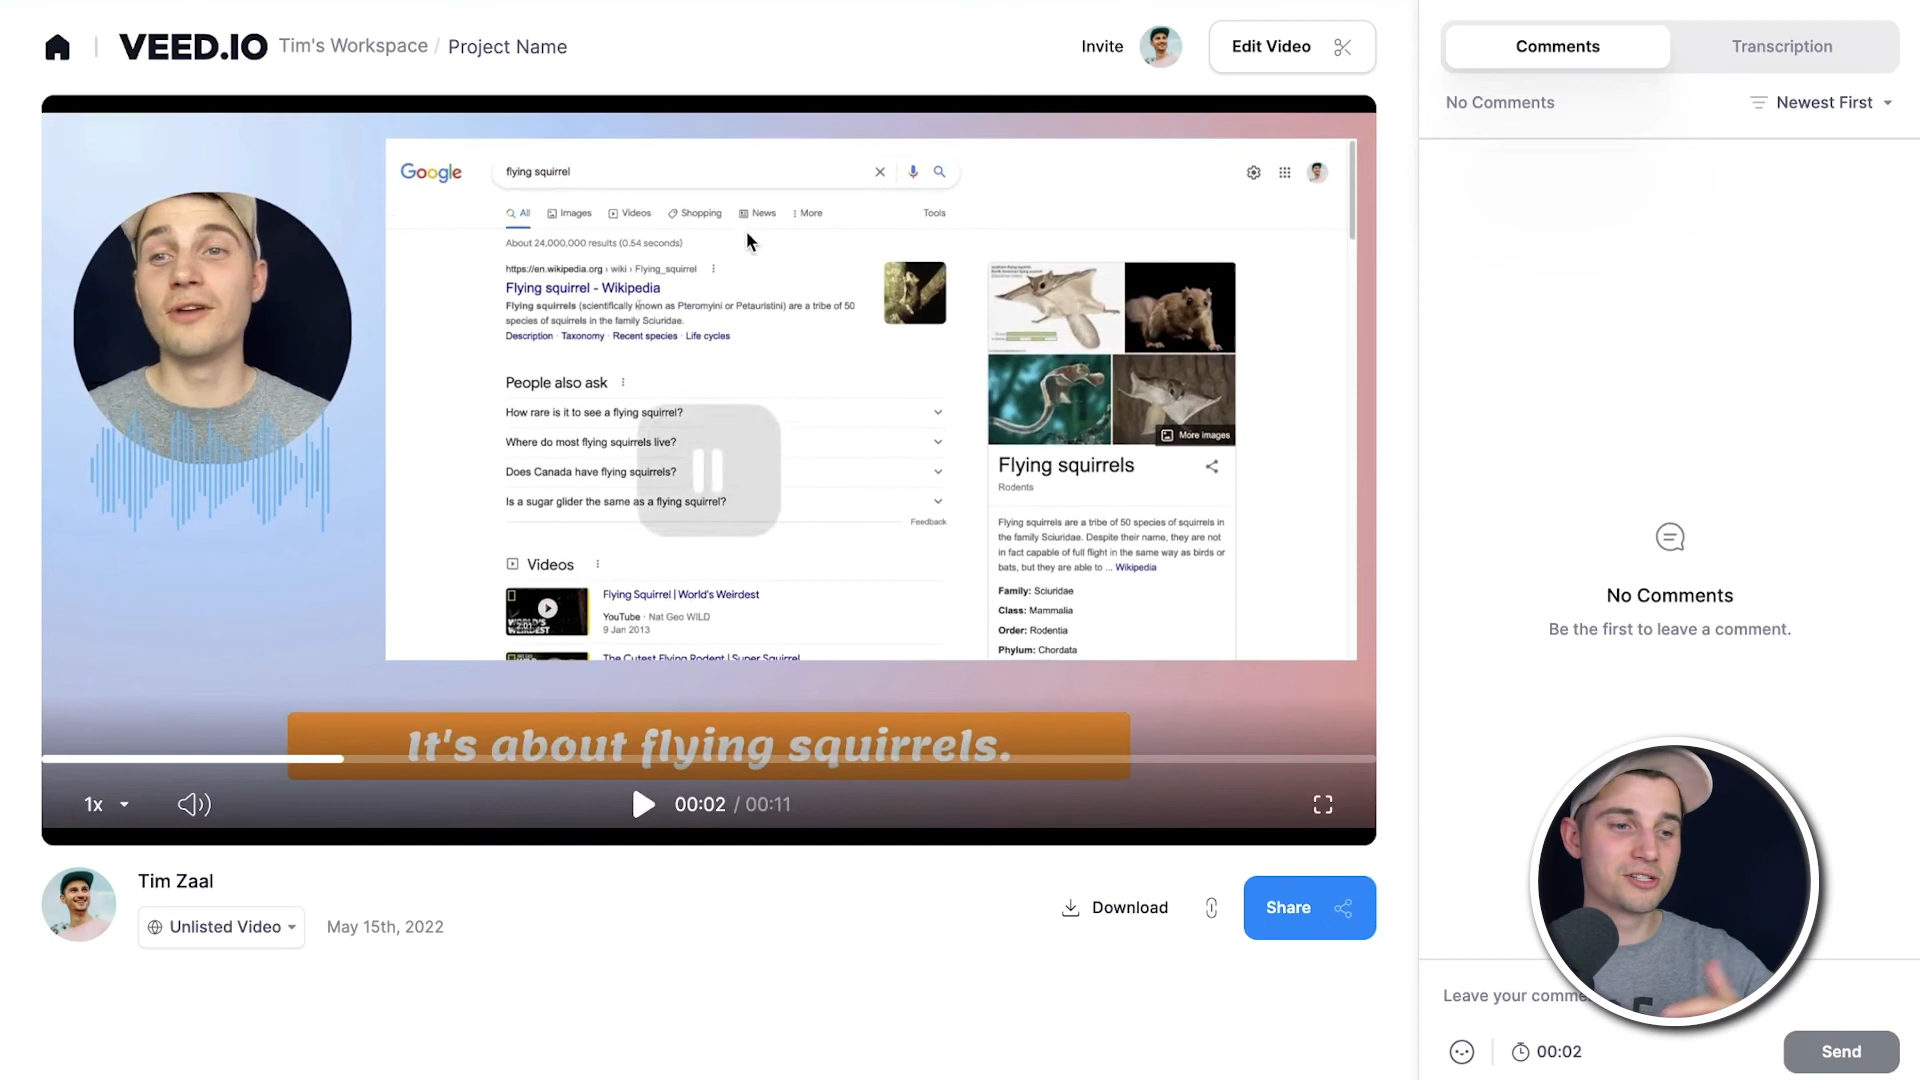 VEED.IO Tim's Workspace / Project Name
Invite
Edit Video
Comments
Transcription
No Comments
Newest First
Google
flying squirrel
All Images Videos Shopping News More Tools
About 24,000,000 results (0.54 seconds)
https://en.wikipedia.org › wiki › Flying_squirrel
Flying squirrel - Wikipedia
Flying squirrels (scientifically known as Pteromyini or Petauristini) are a tribe of 50
species of squirrels in the family Sciuridae.
Description · Taxonomy · Recent species · Life cycles
People also ask
How rare is it to see a flying squirrel?
Where do most flying squirrels live?
Does Canada have flying squirrels?
Is a sugar glider the same as a flying squirrel?
Feedback
Videos
WORLD'S
WEIRDEST
2:01
Flying Squirrel | World's Weirdest
YouTube · Nat Geo WILD
9 Jan 2013
The Cutest Flying Rodent | Super Squirrel
More images
Flying squirrels
Rodents
Flying squirrels are a tribe of 50 species of squirrels in
the family Sciuridae. Despite their name, they are not
in fact capable of full flight in the same way as birds or
bats, but they are able to ... Wikipedia
Family: Sciuridae
Class: Mammalia
Order: Rodentia
Phylum: Chordata
It's about flying squirrels.
1x
00:02 / 00:11
Tim Zaal
Unlisted Video
May 15th, 2022
Download
Share
No Comments
Be the first to leave a comment.
Leave your comme
00:02
Send